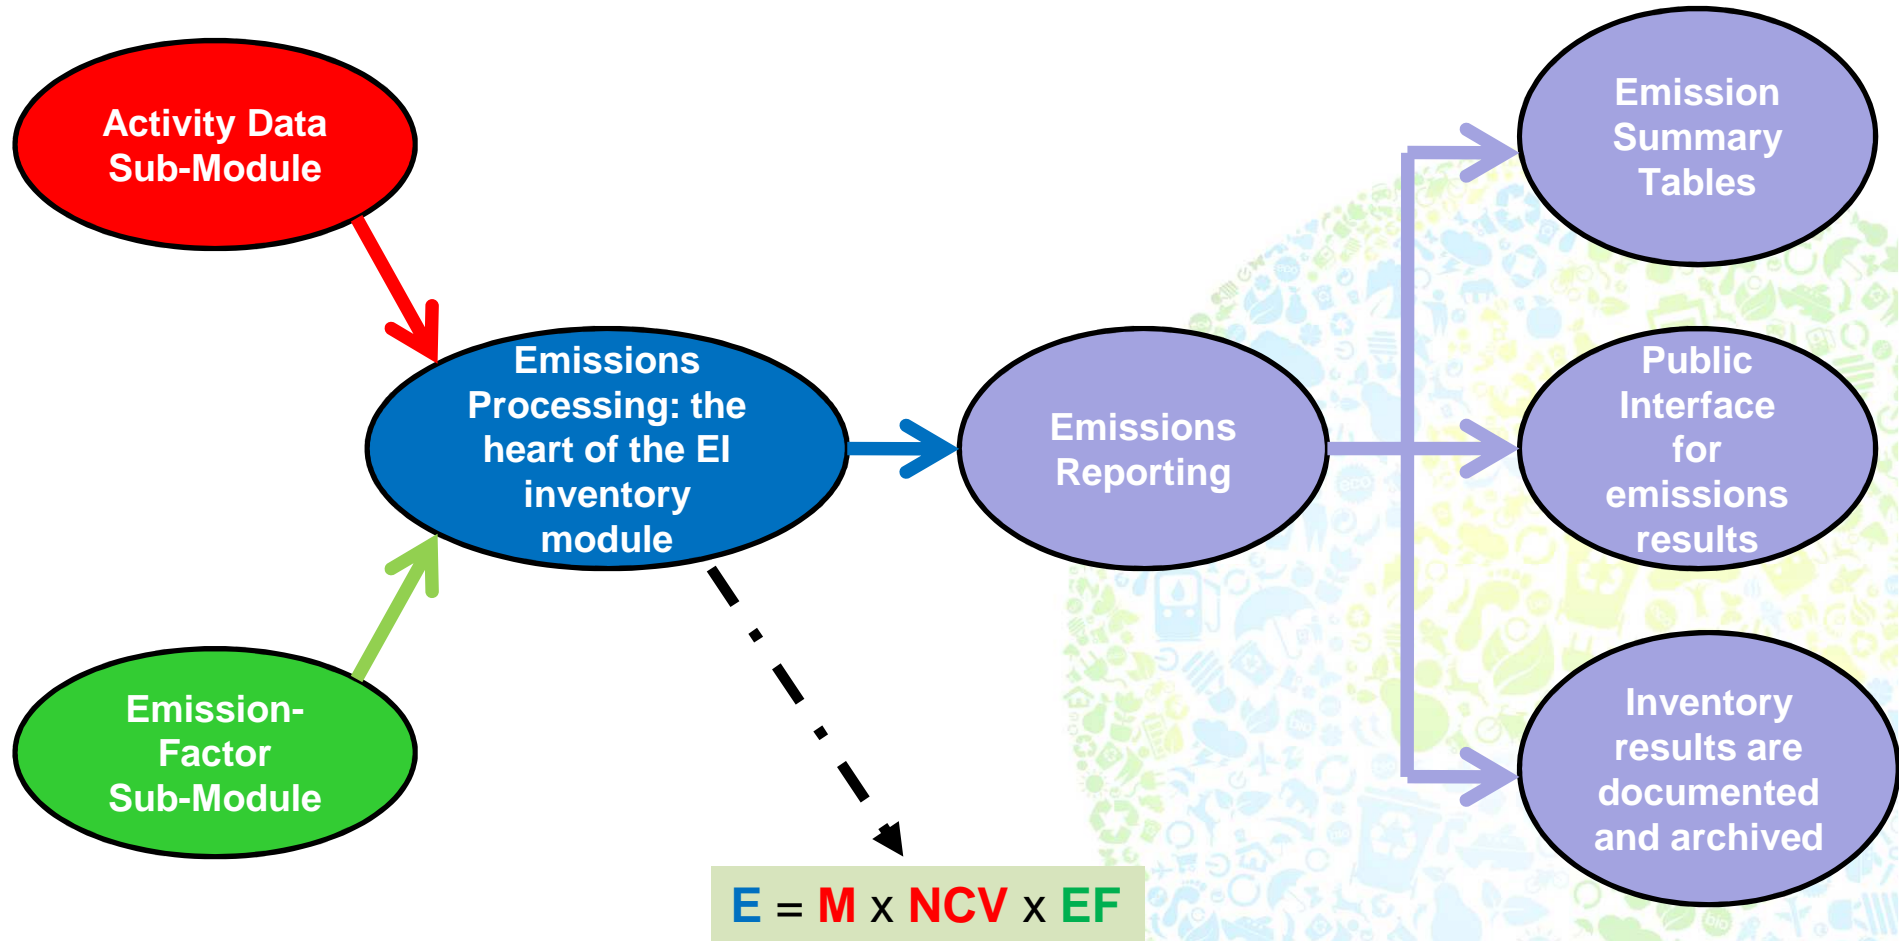 Activity Data
Sub-Module
Emission-
Factor
Sub-Module
Emissions
Processing: the
heart of the EI
inventory
module
E = M x NCV x EF
Emissions
Reporting
Emission
Summary
Tables
Public
Interface
for
emissions
results
Inventory
results are
documented
and archived